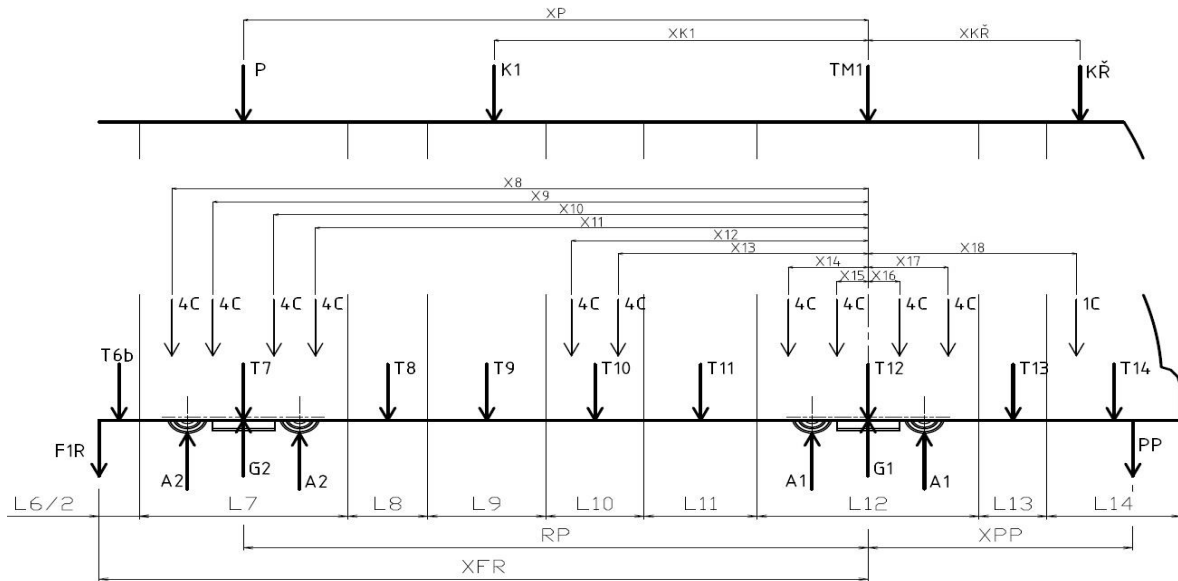 XP
XK1 XKŘ
P K1 TM1 KŘ
X8
X9
X10
X11
X12
X13 X18
X14 X17
X15 X16
4C 4C 4C 4C 4C 4C 4C 4C 4C 4C 1C
T6b T7 T8 T9 T10 T11 T12 T13 T14
F1R A2 G2 A2 A1 G1 A1 PP
L6/2 L7 L8 L9 L10 L11 L12 L13 L14
RP XPP
XFR